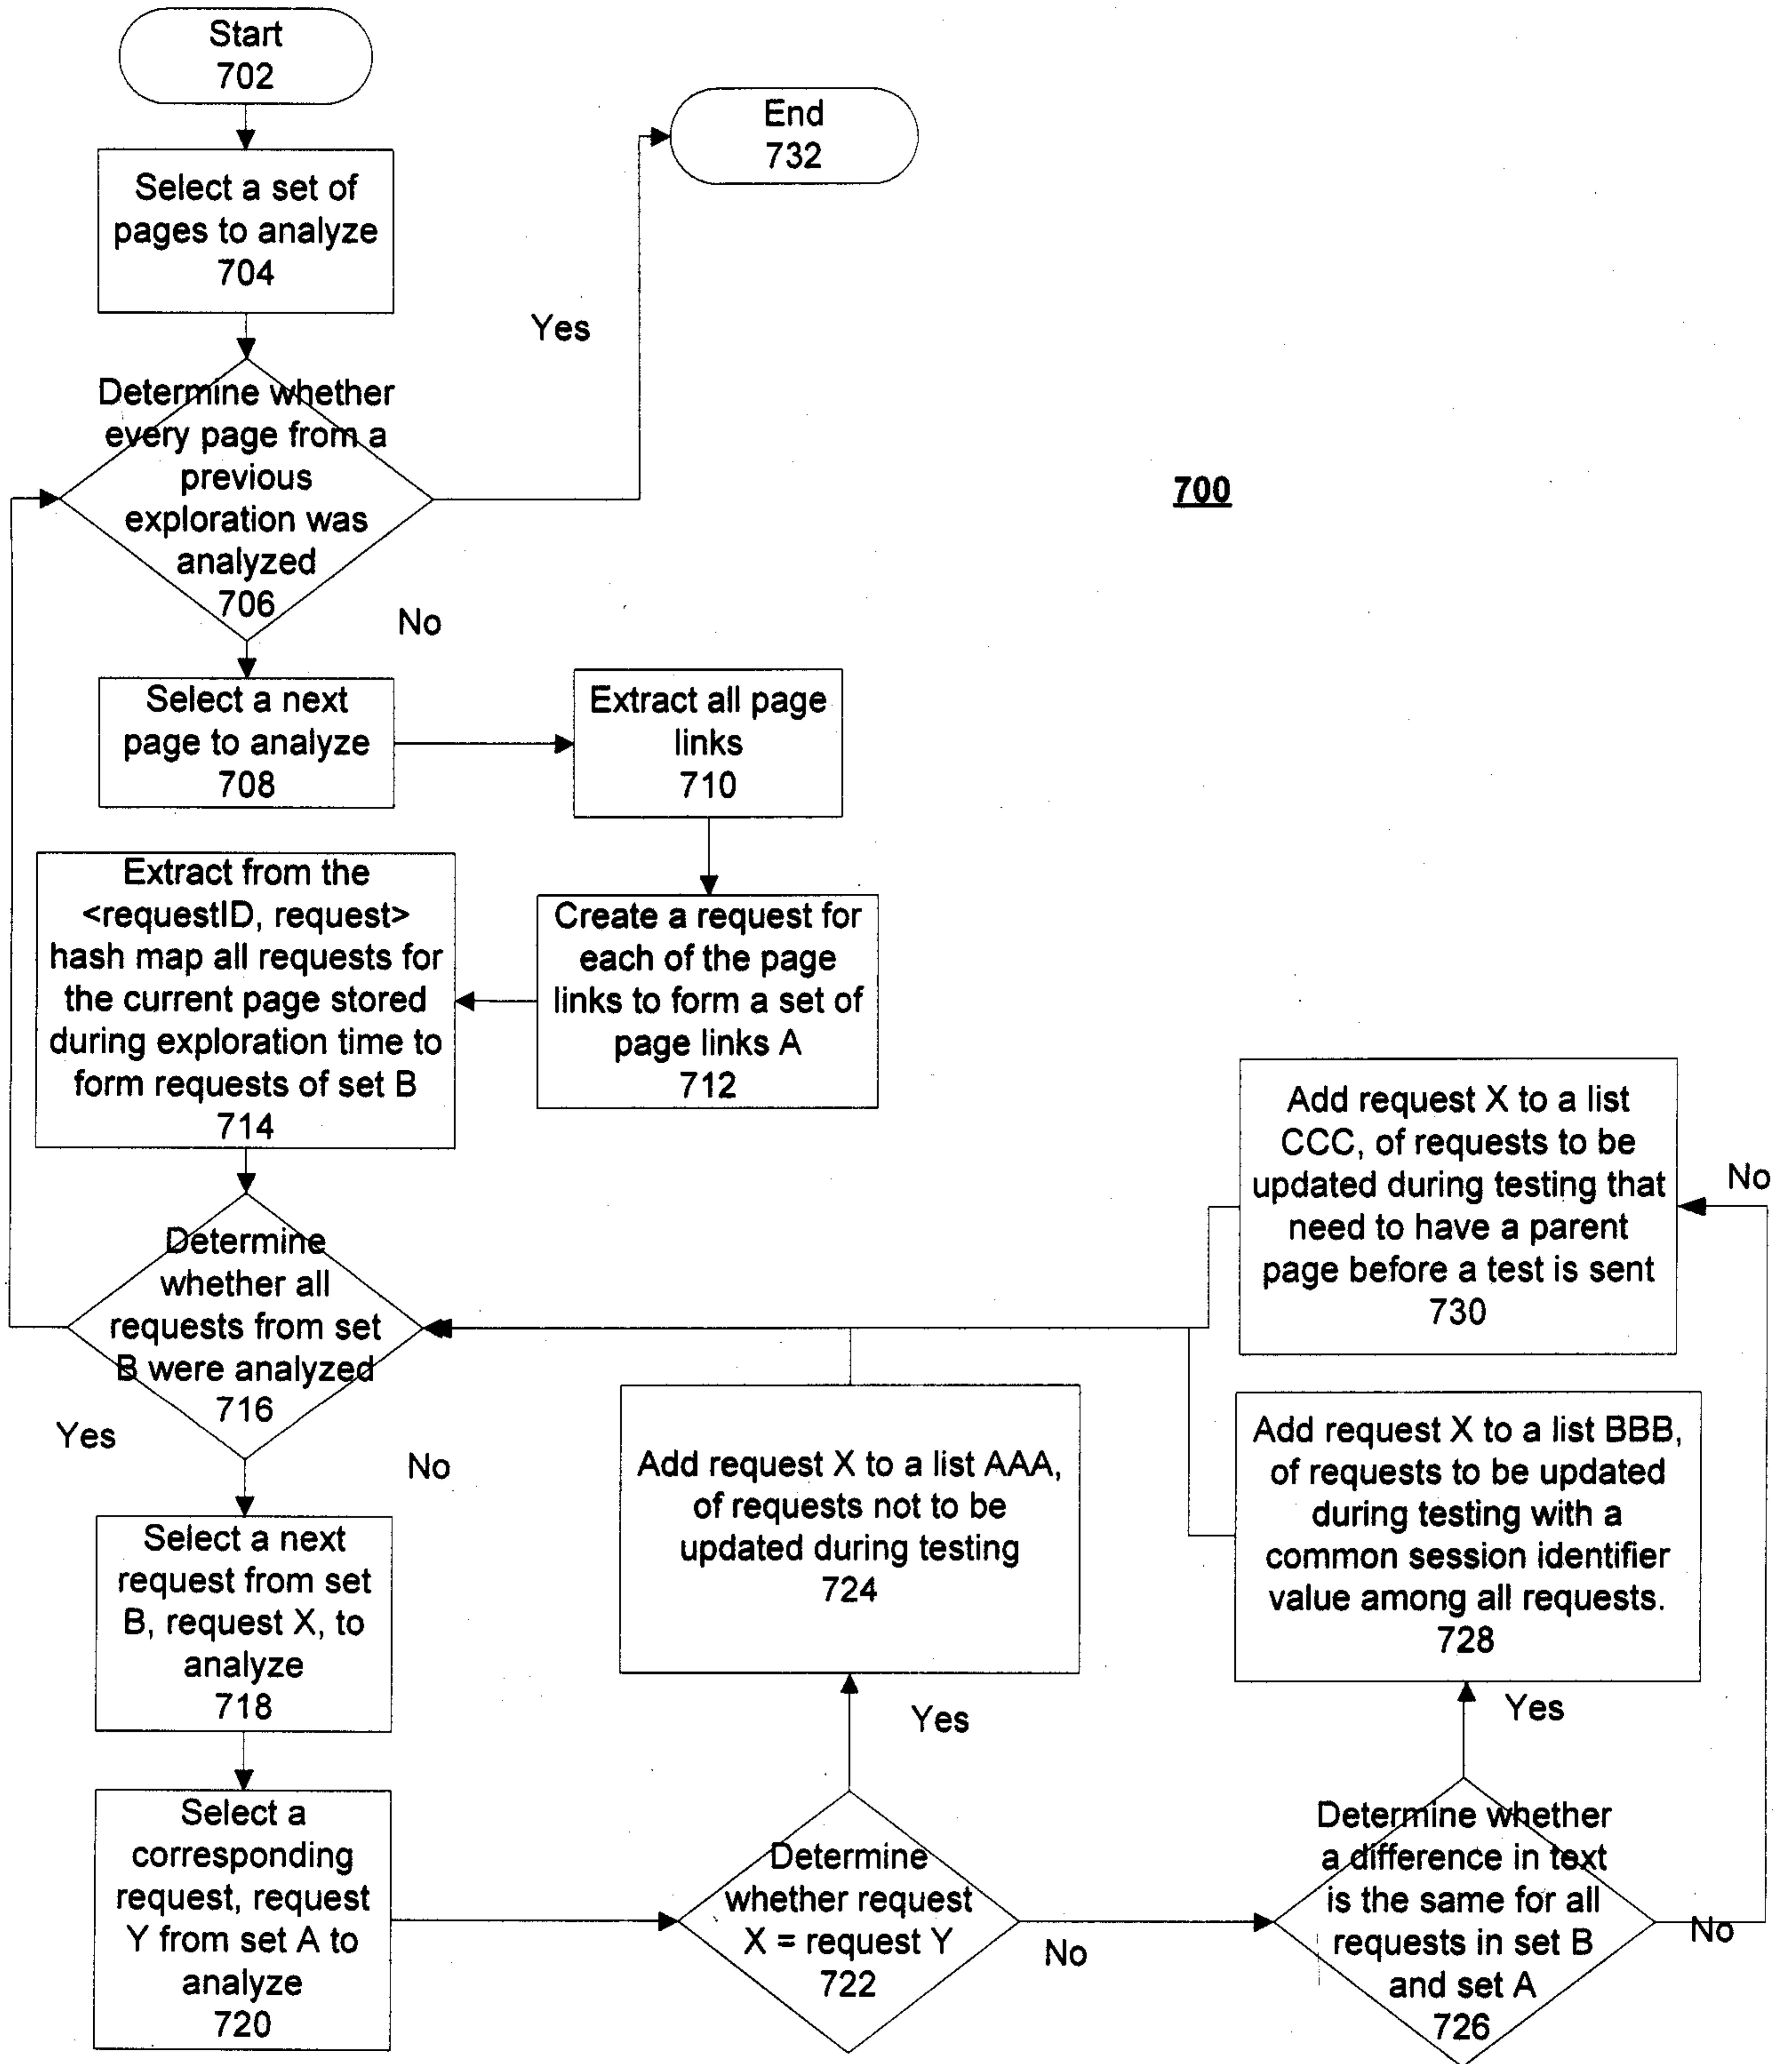 Start
702
End
732
Select a set of
pages to analyze
704
Yes
Determine whether
every page from a
previous
exploration was
analyzed
706
700
No
Select a next
page to analyze
708
Extract all page
links
710
Extract from the
<requestID, request>
hash map all requests for
the current page stored
during exploration time to
form requests of set B
714
Create a request for
each of the page
links to form a set of
page links A
712
Add request X to a list
CCC, of requests to be
updated during testing that
need to have a parent
page before a test is sent
730
No
Determine
whether all
requests from set
B were analyzed
716
Yes
No
Add request X to a list AAA,
of requests not to be
updated during testing
724
Add request X to a list BBB,
of requests to be updated
during testing with a
common session identifier
value among all requests.
728
Select a next
request from set
B, request X, to
analyze
718
Yes
Yes
Select a
corresponding
request, request
Y from set A to
analyze
720
Determine
whether request
X = request Y
722
No
Determine whether
a difference in text
is the same for all
requests in set B
and set A
726
No